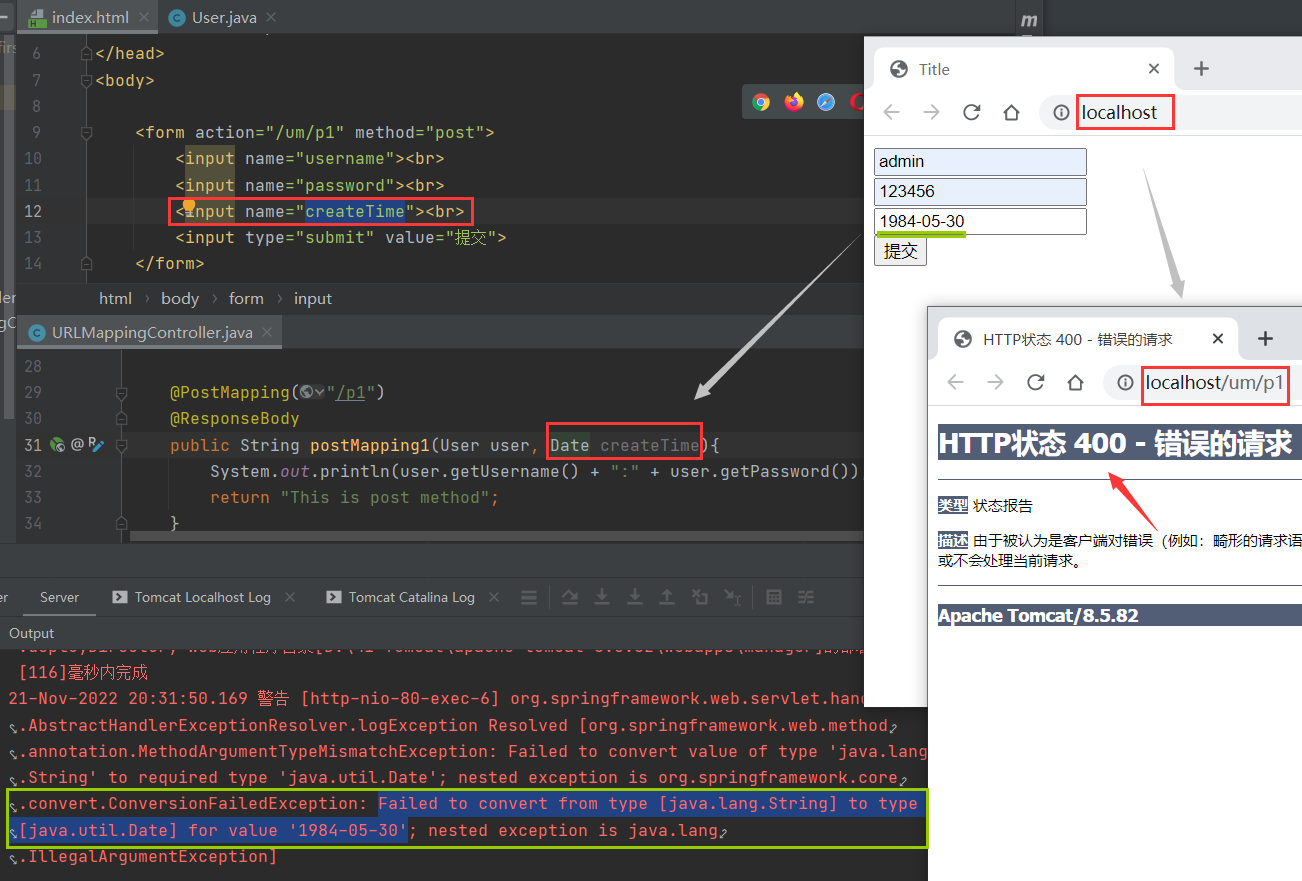 index.html
User.java
m
6 </head>
7 <body>
8
9 <form action="/um/p1" method="post">
10 <input name="username"><br>
11 <input name="password"><br>
12 <input name="createTime"><br>
13 <input type="submit" value="提交">
14 </form>
html › body › form › input
URLMappingController.java
28
29 @PostMapping("/p1")
30 @ResponseBody
31 public String postMapping1(User user, Date createTime){
32 System.out.println(user.getUsername() + ":" + user.getPassword())
33 return "This is post method";
34 }
Server
Tomcat Localhost Log
Tomcat Catalina Log
Output
[116]毫秒内完成
21-Nov-2022 20:31:50.169 警告 [http-nio-80-exec-6] org.springframework.web.servlet.han
.AbstractHandlerExceptionResolver.logException Resolved [org.springframework.web.method
.annotation.MethodArgumentTypeMismatchException: Failed to convert value of type 'java.lang
.String' to required type 'java.util.Date'; nested exception is org.springframework.core
.convert.ConversionFailedException: Failed to convert from type [java.lang.String] to type
[java.util.Date] for value '1984-05-30'; nested exception is java.lang
.IllegalArgumentException]
Title
localhost
admin
123456
1984-05-30
提交
HTTP状态 400 - 错误的请求
localhost/um/p1
HTTP状态 400 - 错误的请求
类型 状态报告
描述 由于被认为是客户端对错误（例如：畸形的请求语
或不会处理当前请求。
Apache Tomcat/8.5.82